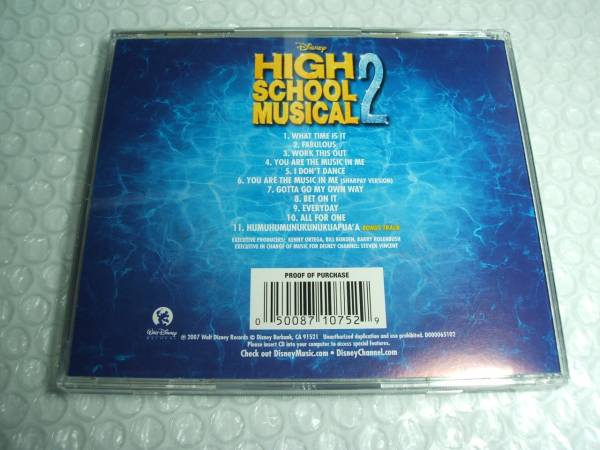 Disney
HIGH
SCHOOL
MUSICAL 2
1. WHAT TIME IS IT
2. FABULOUS
3. WORK THIS OUT
4. YOU ARE THE MUSIC IN ME
5. I DON'T DANCE
6. YOU ARE THE MUSIC IN ME (SHARPAY VERSION)
7. GOTTA GO MY OWN WAY
8. BET ON IT
9. EVERYDAY
10. ALL FOR ONE
11. HUMUHUMUNUKUNUKUAPUA'A BONUS TRACK
EXECUTIVE PRODUCERS: KENNY ORTEGA, BILL BORDEN, BARRY ROSENBUSH
EXECUTIVE IN CHARGE OF MUSIC FOR DISNEY CHANNEL: STEVEN VINCENT
PROOF OF PURCHASE
0 50087 10752 9
Walt Disney
RECORDS
℗ 2007 Walt Disney Records © Disney Burbank, CA 91521 Unauthorized duplication and use prohibited. D000065102
Please insert CD into your computer to access special features.
Check out DisneyMusic.com • DisneyChannel.com